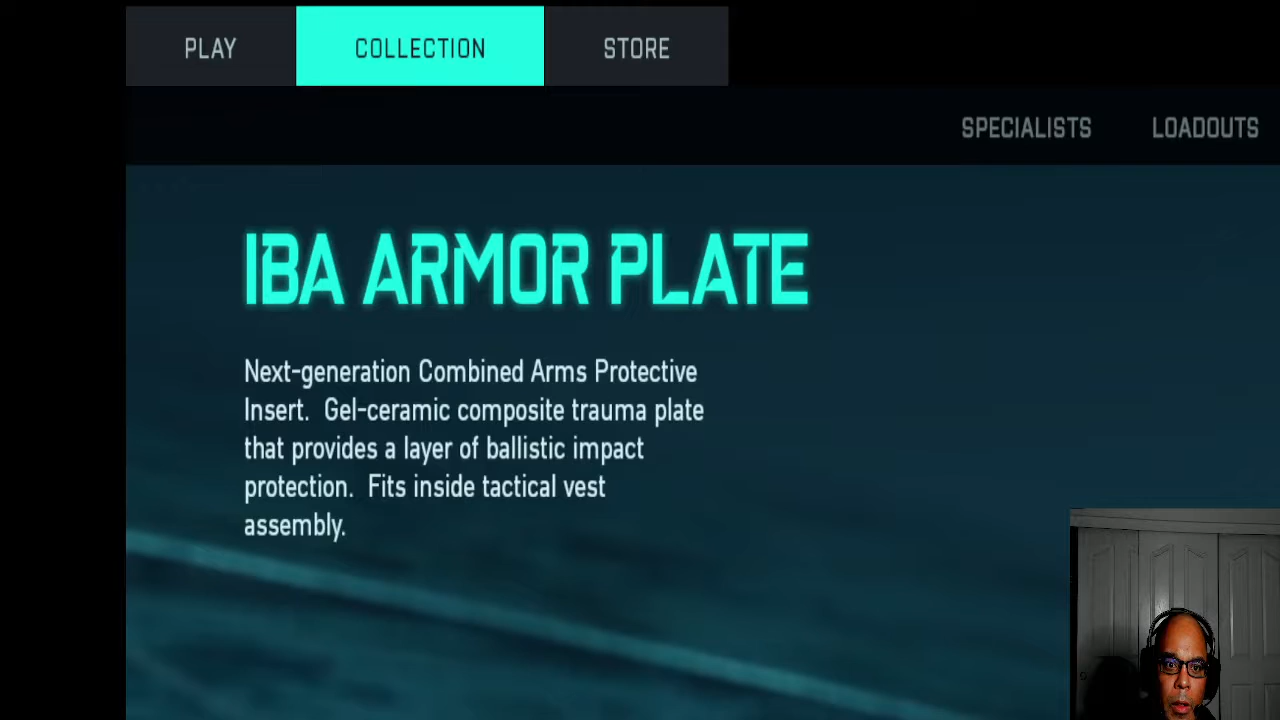 PLAY
COLLECTION
STORE
SPECIALISTS
LOADOUTS
IBA ARMOR PLATE
Next-generation Combined Arms Protective
Insert.  Gel-ceramic composite trauma plate
that provides a layer of ballistic impact
protection.  Fits inside tactical vest
assembly.